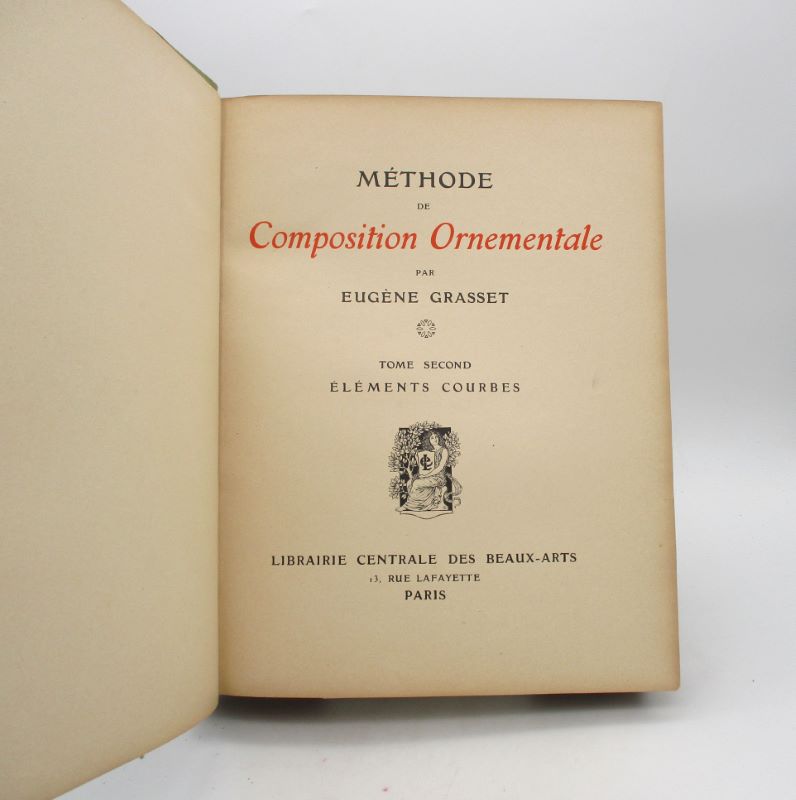 MÉTHODE
DE
Composition Ornementale
PAR
EUGÈNE GRASSET
TOME SECOND
ÉLÉMENTS COURBES
LIBRAIRIE CENTRALE DES BEAUX-ARTS
13, RUE LAFAYETTE
PARIS